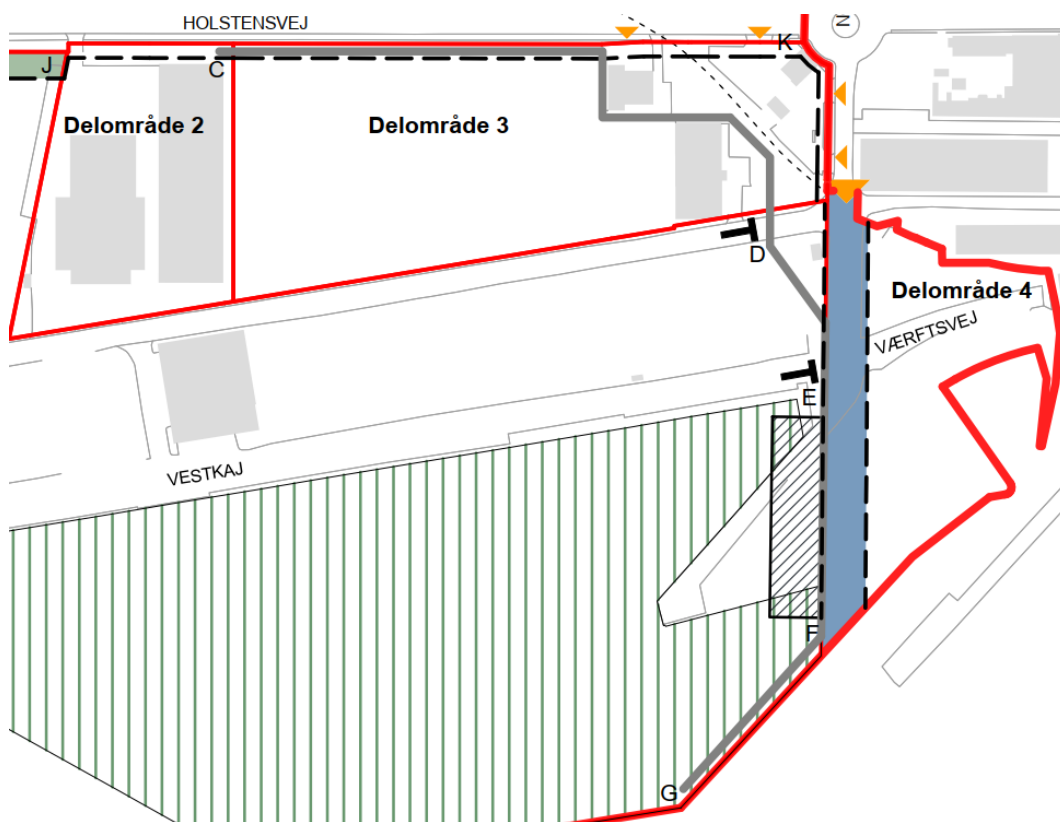 HOLSTENSVEJ
N
K
J
C
Delområde 2
Delområde 3
D
Delområde 4
VÆRFTSVEJ
E
VESTKAJ
F
G